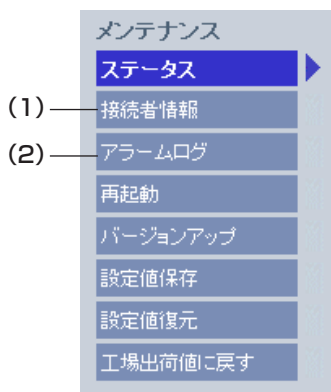 メンテナンス
ステータス
(1) 接続者情報
(2) アラームログ
再起動
バージョンアップ
設定値保存
設定値復元
工場出荷値に戻す